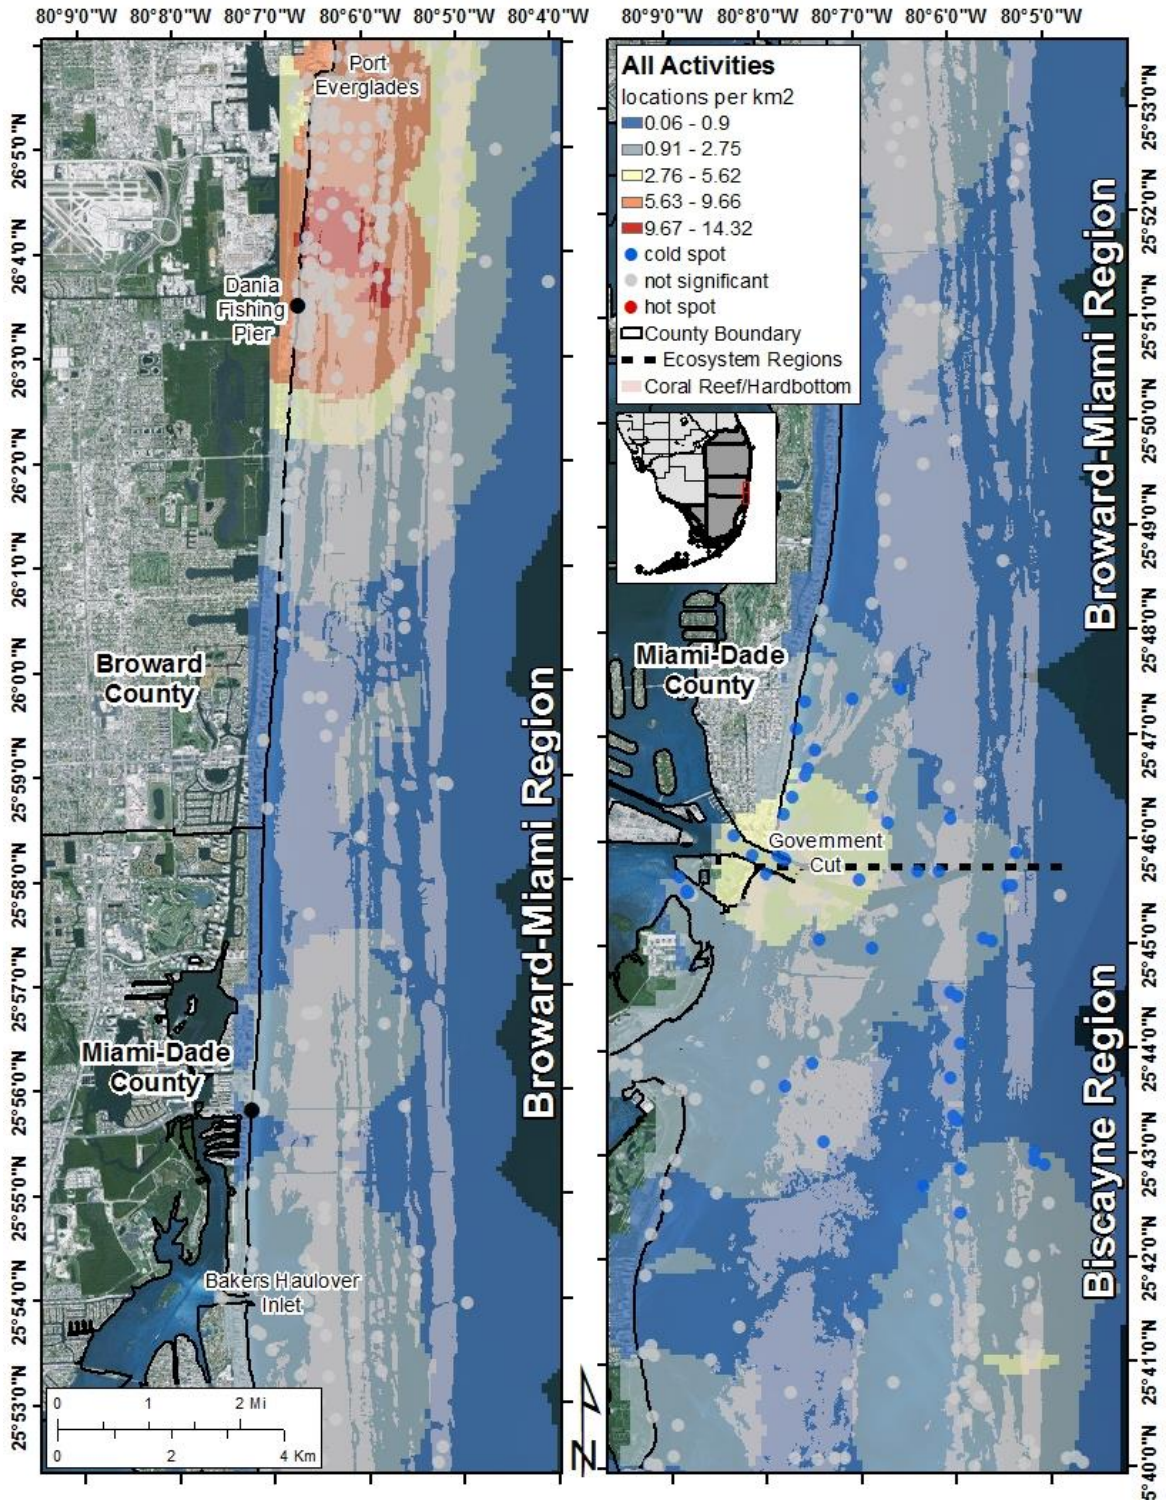 80°9'0"W 80°8'0"W 80°7'0"W 80°6'0"W 80°5'0"W 80°4'0"W
80°9'0"W 80°8'0"W 80°7'0"W 80°6'0"W 80°5'0"W
26°5'0"N
26°4'0"N
26°3'0"N
26°2'0"N
26°1'0"N
26°0'0"N
25°59'0"N
25°58'0"N
25°57'0"N
25°56'0"N
25°55'0"N
25°54'0"N
25°53'0"N
Port
Everglades
Dania
Fishing
Pier
Broward
County
Miami-Dade
County
Bakers Haulover
Inlet
Broward-Miami Region
0 1 2 Mi
0 2 4 Km
N
All Activities
locations per km2
0.06 - 0.9
0.91 - 2.75
2.76 - 5.62
5.63 - 9.66
9.67 - 14.32
cold spot
not significant
hot spot
County Boundary
Ecosystem Regions
Coral Reef/Hardbottom
Miami-Dade
County
Government
Cut
Broward-Miami Region
Biscayne Region
25°53'0"N
25°52'0"N
25°51'0"N
25°50'0"N
25°49'0"N
25°48'0"N
25°47'0"N
25°46'0"N
25°45'0"N
25°44'0"N
25°43'0"N
25°42'0"N
25°41'0"N
5°40'0"N